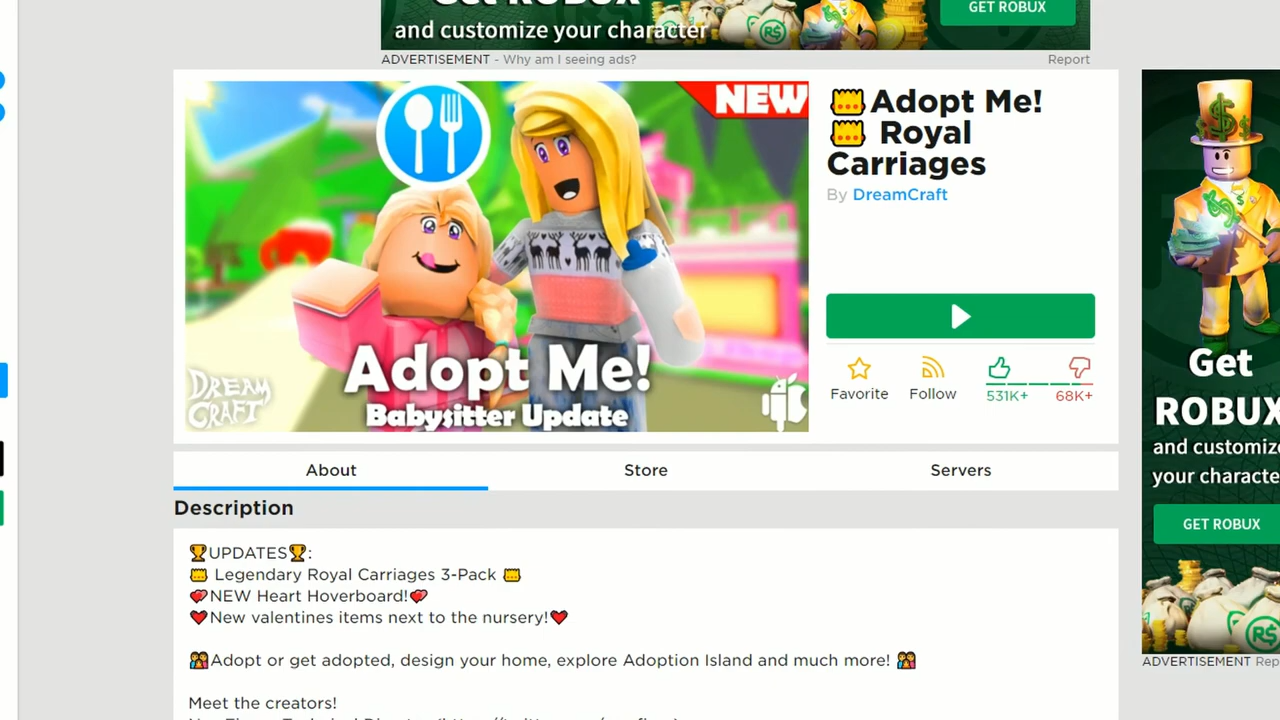 Get ROBUX
and customize your character
GET ROBUX
ADVERTISEMENT - Why am I seeing ads?
Report
NEW
Adopt Me!
Babysitter Update
DREAM
CRAFT
Adopt Me!
Royal
Carriages
By DreamCraft
Favorite
Follow
531K+
68K+
About
Store
Servers
Description
🏆UPDATES🏆:
Legendary Royal Carriages 3-Pack
💕NEW Heart Hoverboard!💕
❤NEW valentines items next to the nursery!❤
Adopt or get adopted, design your home, explore Adoption Island and much more!
Meet the creators!
Get
ROBUX
and customize
your characte
GET ROBUX
ADVERTISEMENT Rep